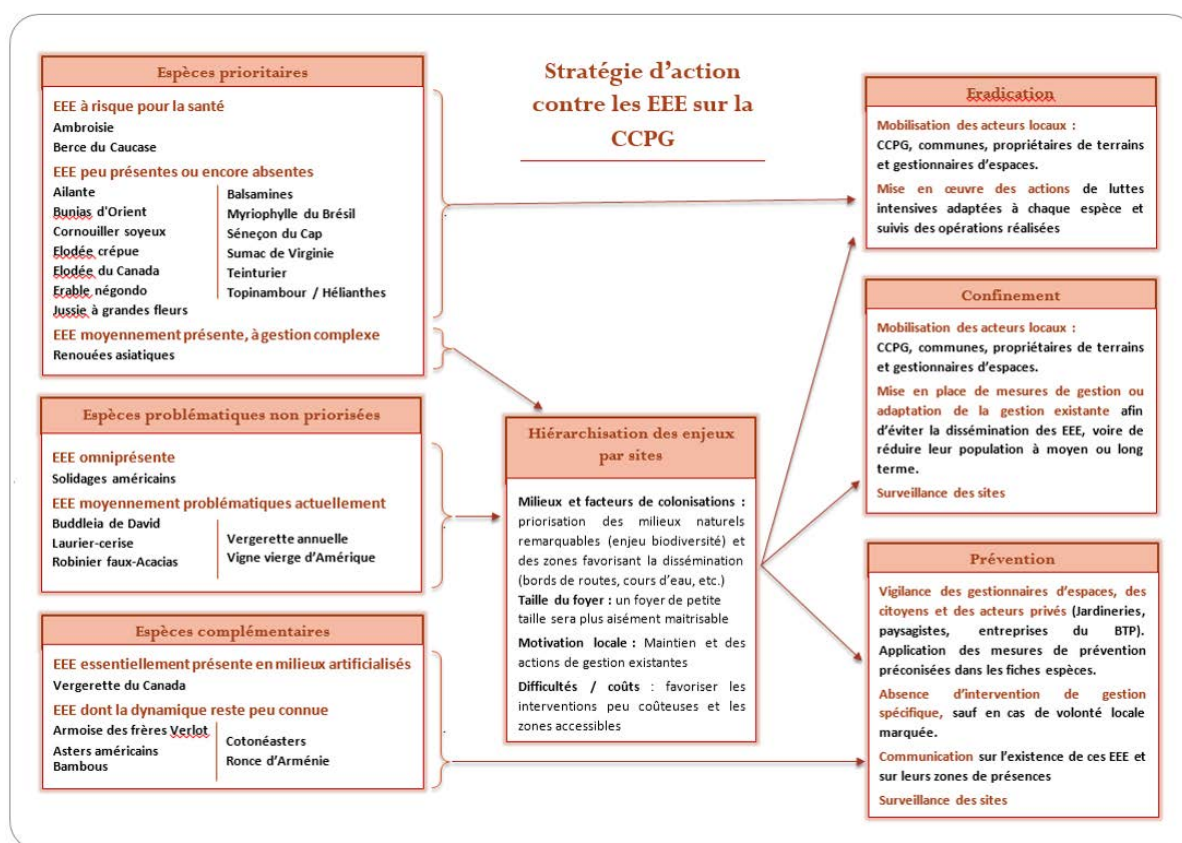 Stratégie d'action
contre les EEE sur la
CCPG
Espèces prioritaires
EEE à risque pour la santé
Ambroisie
Berce du Caucase
EEE peu présentes ou encore absentes
Ailante
Bunias d'Orient
Cornouiller soyeux
Elodée crépue
Elodée du Canada
Erable négondo
Jussie à grandes fleurs
Balsamines
Myriophylle du Brésil
Séneçon du Cap
Sumac de Virginie
Teinturier
Topinambour / Hélianthes
EEE moyennement présente, à gestion complexe
Renouées asiatiques
Espèces problématiques non priorisées
EEE omniprésente
Solidages américains
EEE moyennement problématiques actuellement
Buddleia de David
Laurier-cerise
Robinier faux-Acacias
Vergerette annuelle
Vigne vierge d'Amérique
Espèces complémentaires
EEE essentiellement présente en milieux artificialisés
Vergerette du Canada
EEE dont la dynamique reste peu connue
Armoise des frères Verlot
Asters américains
Bambous
Cotonéasters
Ronce d'Arménie
Hiérarchisation des enjeux
par sites
Milieux et facteurs de colonisations :
priorisation des milieux naturels
remarquables (enjeu biodiversité) et
des zones favorisant la dissémination
(bords de routes, cours d'eau, etc.)
Taille du foyer : un foyer de petite
taille sera plus aisément maitrisable
Motivation locale : Maintien et des
actions de gestion existantes
Difficultés / coûts : favoriser les
interventions peu coûteuses et les
zones accessibles
Eradication
Mobilisation des acteurs locaux :
CCPG, communes, propriétaires de terrains
et gestionnaires d'espaces.
Mise en œuvre des actions de luttes
intensives adaptées à chaque espèce et
suivis des opérations réalisées
Confinement
Mobilisation des acteurs locaux :
CCPG, communes, propriétaires de terrains
et gestionnaires d'espaces.
Mise en place de mesures de gestion ou
adaptation de la gestion existante afin
d'éviter la dissémination des EEE, voire de
réduire leur population à moyen ou long
terme.
Surveillance des sites
Prévention
Vigilance des gestionnaires d'espaces, des
citoyens et des acteurs privés (Jardineries,
paysagistes, entreprises du BTP).
Application des mesures de prévention
préconisées dans les fiches espèces.
Absence d'intervention de gestion
spécifique, sauf en cas de volonté locale
marquée.
Communication sur l'existence de ces EEE et
sur leurs zones de présences
Surveillance des sites